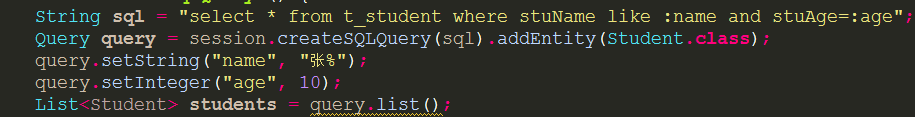 String sql = "select * from t_student where stuName like :name and stuAge=:age";
Query query = session.createSQLQuery(sql).addEntity(Student.class);
query.setString("name", "张%");
query.setInteger("age", 10);
List<Student> students = query.list();